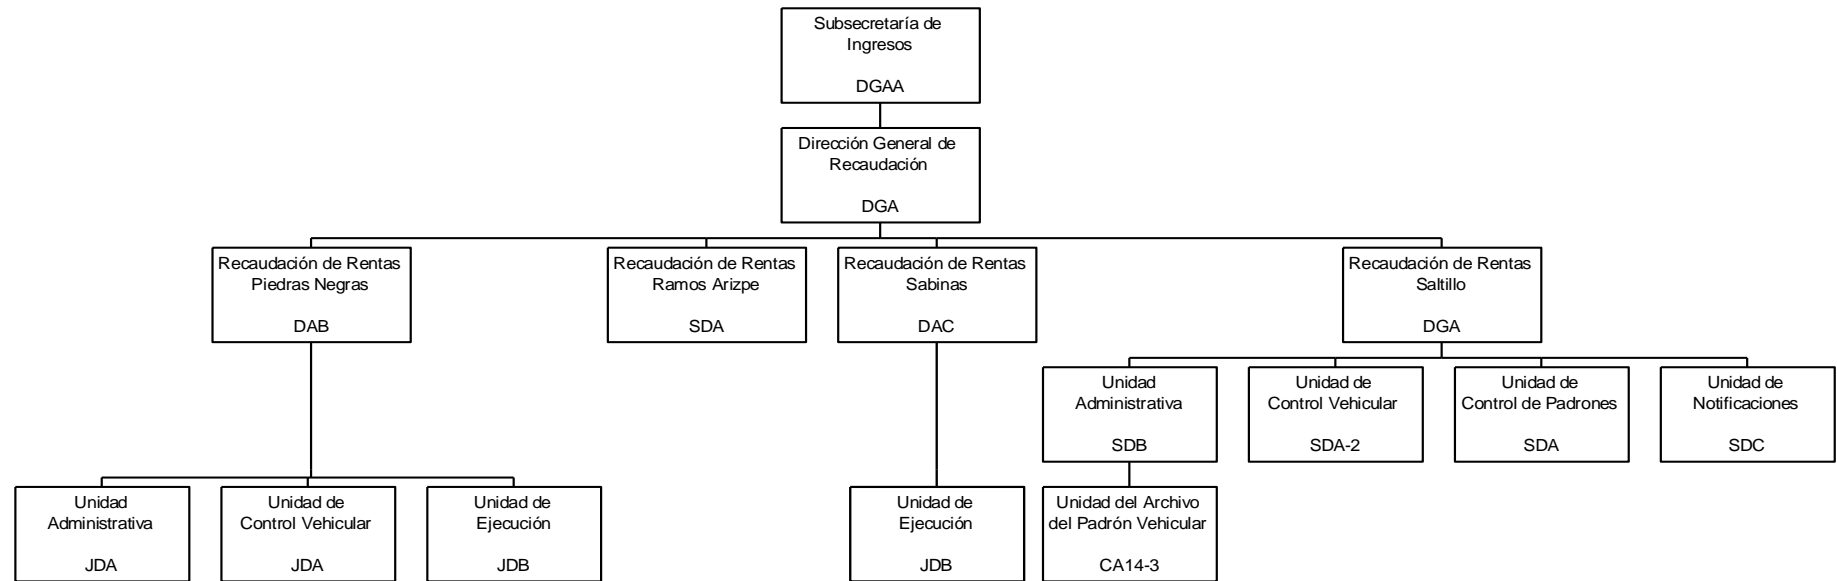 Subsecretaría de
Ingresos
DGAA
Dirección General de
Recaudación
DGA
Recaudación de Rentas
Piedras Negras
DAB
Recaudación de Rentas
Ramos Arizpe
SDA
Recaudación de Rentas
Sabinas
DAC
Recaudación de Rentas
Saltillo
DGA
Unidad
Administrativa
SDB
Unidad de
Control Vehicular
SDA-2
Unidad de
Control de Padrones
SDA
Unidad de
Notificaciones
SDC
Unidad
Administrativa
JDA
Unidad de
Control Vehicular
JDA
Unidad de
Ejecución
JDB
Unidad de
Ejecución
JDB
Unidad del Archivo
del Padrón Vehicular
CA14-3